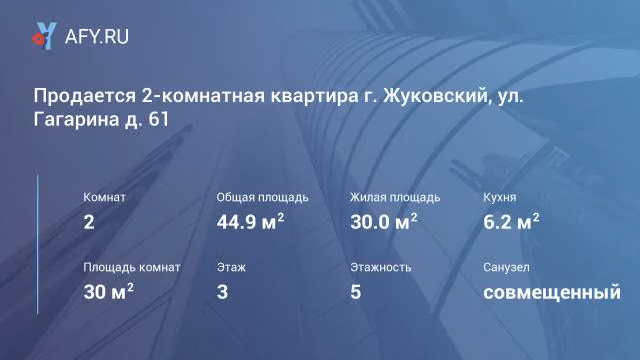 AFY.RU
Продается 2-комнатная квартира г. Жуковский, ул.
Гагарина д. 61
Комнат Общая площадь Жилая площадь Кухня
2 44.9 м² 30.0 м² 6.2 м²
Площадь комнат Этаж Этажность Санузел
30 м² 3 5 совмещенный